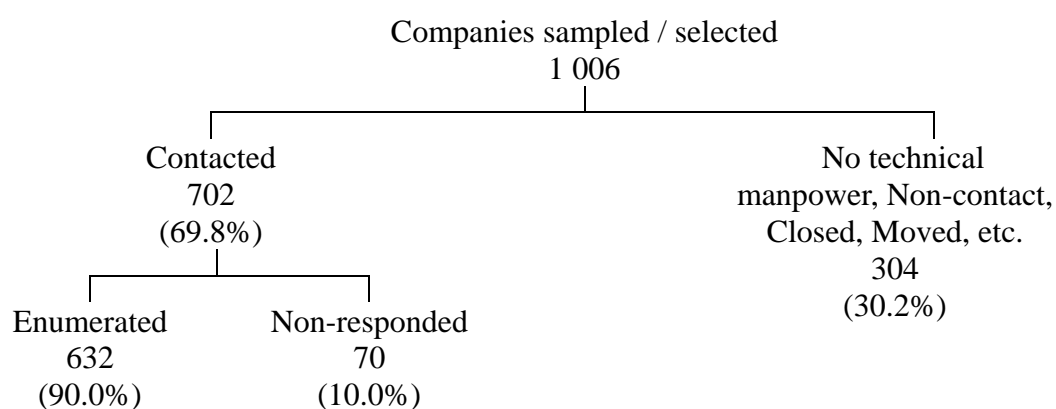 Companies sampled / selected
1 006
Contacted
702
(69.8%)
No technical
manpower, Non-contact,
Closed, Moved, etc.
304
(30.2%)
Enumerated
632
(90.0%)
Non-responded
70
(10.0%)